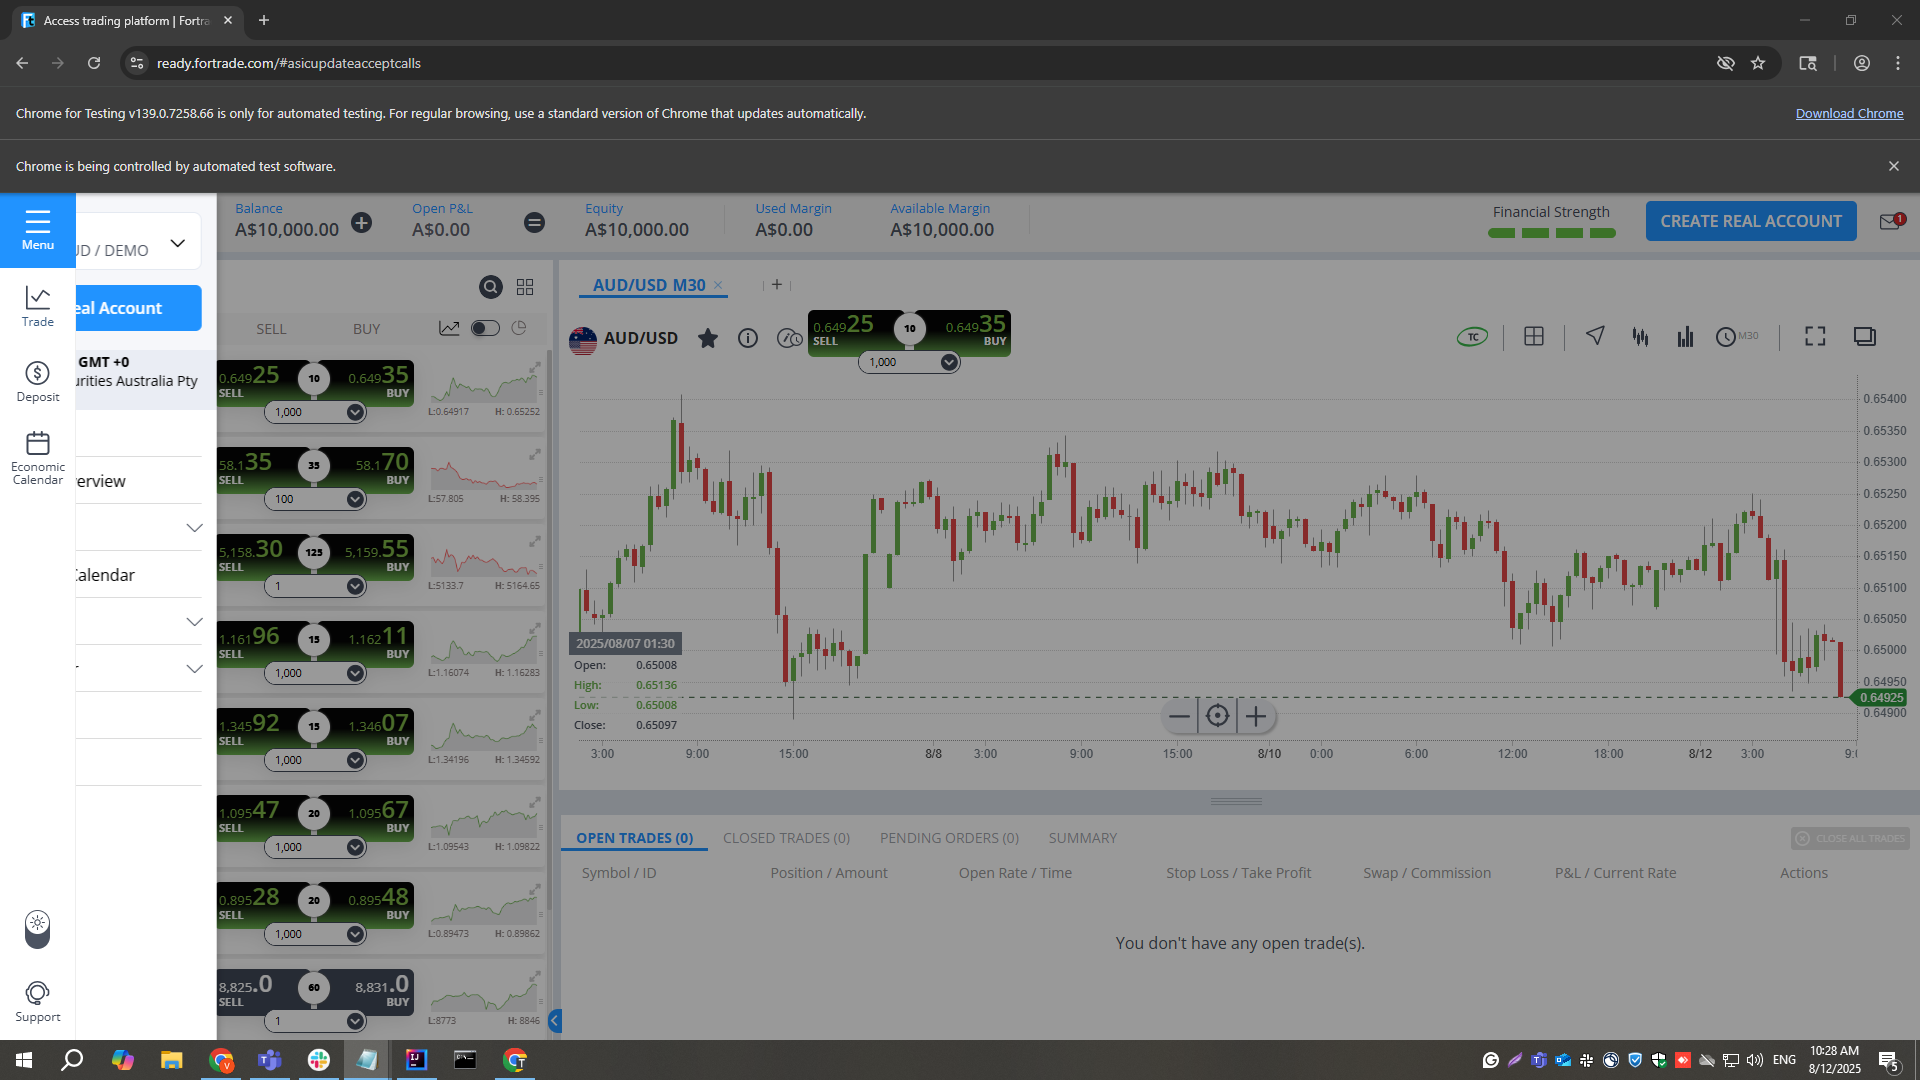 Access trading platform | Fortra
ready.fortrade.com/#asicupdateacceptcalls
Chrome for Testing v139.0.7258.66 is only for automated testing. For regular browsing, use a standard version of Chrome that updates automatically.
Download Chrome
Chrome is being controlled by automated test software.
Menu
Trade
Deposit
Economic
Calendar
Support
UD / DEMO
eal Account
GMT +0
urities Australia Pty
verview
Calendar
r
Balance
A$10,000.00
Open P&L
A$0.00
Equity
A$10,000.00
Used Margin
A$0.00
Available Margin
A$10,000.00
Financial Strength
CREATE REAL ACCOUNT
1
SELL BUY
0.64925 10 0.64935
SELL BUY
1,000
L:0.64917 H: 0.65252
58.135 35 58.170
SELL BUY
100
L:57.805 H: 58.395
5,158.30 125 5,159.55
SELL BUY
1
L:5133.7 H: 5164.65
1.16196 15 1.16211
SELL BUY
1,000
L:1.16074 H: 1.16283
1.34592 15 1.34607
SELL BUY
1,000
L:1.34196 H: 1.34592
1.09547 20 1.09567
SELL BUY
1,000
L:1.09543 H: 1.09822
0.89528 20 0.89548
SELL BUY
1,000
L:0.89473 H: 0.89862
8,825.0 60 8,831.0
SELL BUY
1
L:8773 H: 8846
AUD/USD M30
AUD/USD
0.64925 10 0.64935
SELL BUY
1,000
TC
M30
0.65400
0.65350
0.65300
0.65250
0.65200
0.65150
0.65100
0.65050
0.65000
0.64950
0.64925
0.64900
2025/08/07 01:30
Open: 0.65008
High: 0.65136
Low: 0.65008
Close: 0.65097
3:00 9:00 15:00 8/8 3:00 9:00 15:00 8/10 0:00 6:00 12:00 18:00 8/12 3:00 9:0
OPEN TRADES (0) CLOSED TRADES (0) PENDING ORDERS (0) SUMMARY
CLOSE ALL TRADES
Symbol / ID Position / Amount Open Rate / Time Stop Loss / Take Profit Swap / Commission P&L / Current Rate Actions
You don't have any open trade(s).
ENG
10:28 AM
8/12/2025
5